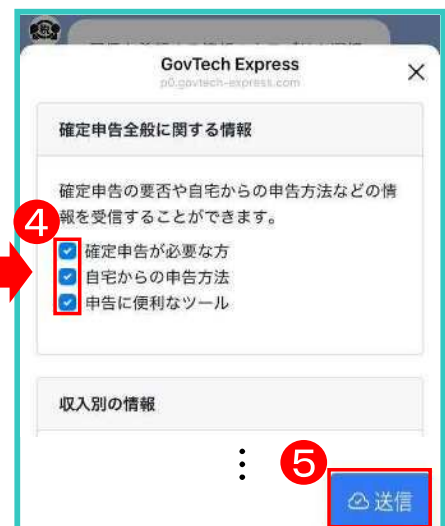 GovTech Express
p0.govtech-express.com
確定申告全般に関する情報
確定申告の要否や自宅からの申告方法などの情
報を受信することができます。
4
確定申告が必要な方
自宅からの申告方法
申告に便利なツール
収入別の情報
5
送信